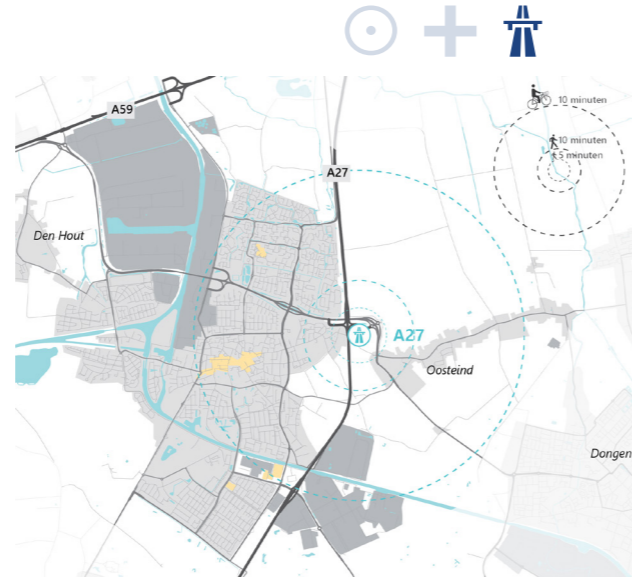 10 minuten
A59
10 minuten
5 minuten
A27
Den Hout
A27
Oosteind
Dongen